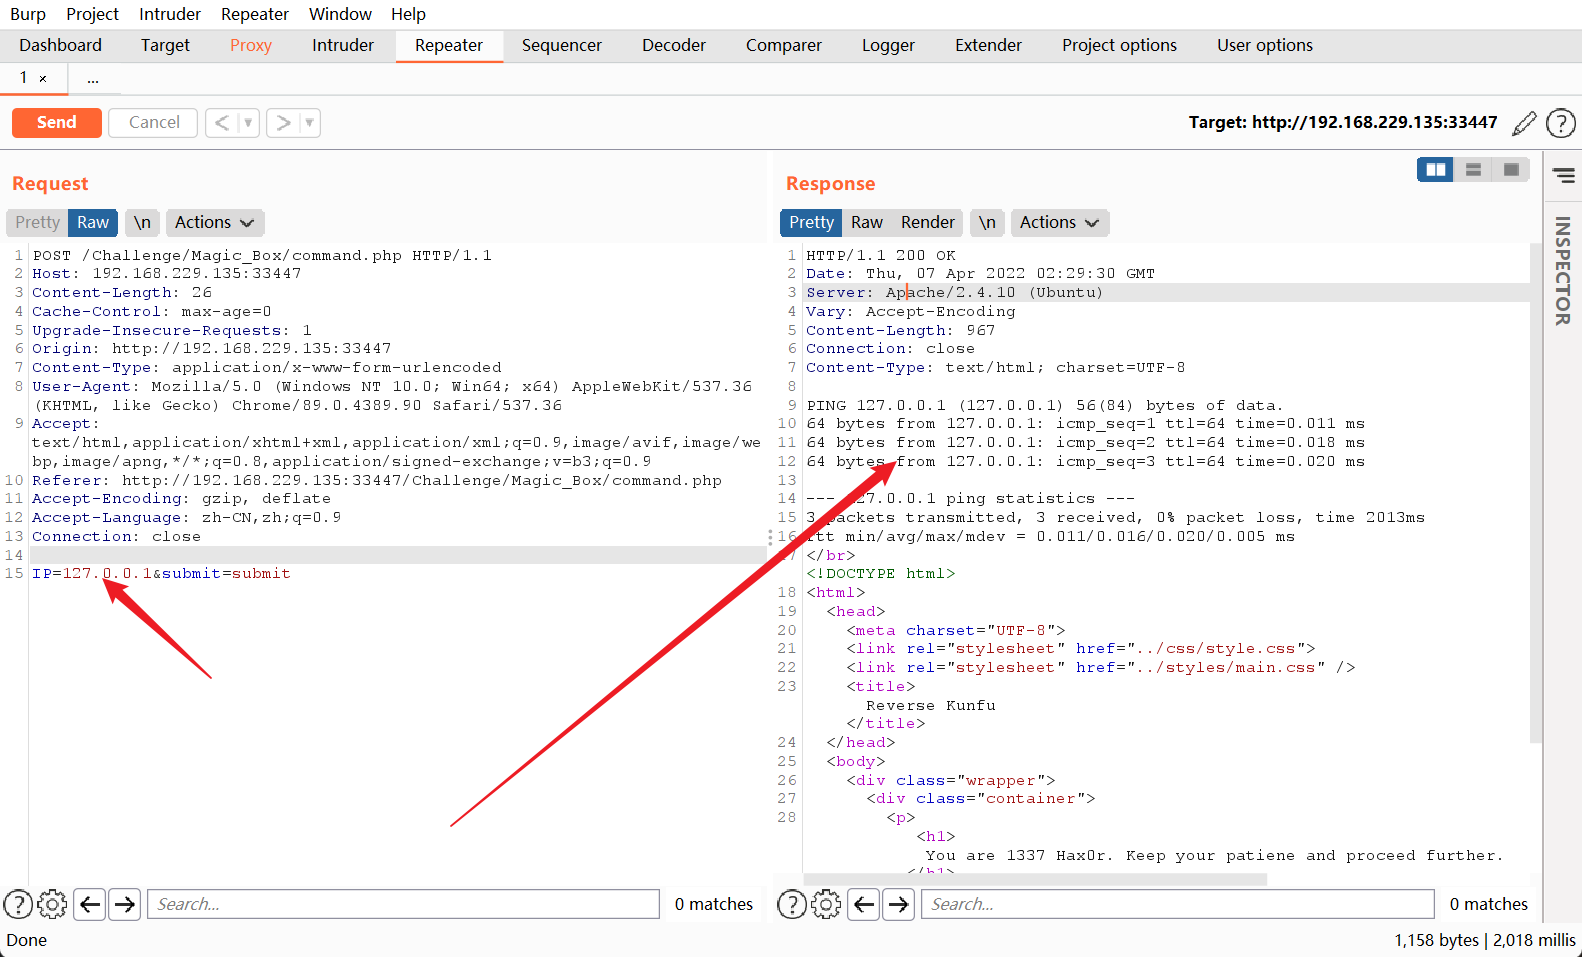 Burp Project Intruder Repeater Window Help
Dashboard Target Proxy Intruder Repeater Sequencer Decoder Comparer Logger Extender Project options User options
1 × ...
Send Cancel < > Target: http://192.168.229.135:33447
Request
Pretty Raw \n Actions
1 POST /Challenge/Magic_Box/command.php HTTP/1.1
2 Host: 192.168.229.135:33447
3 Content-Length: 26
4 Cache-Control: max-age=0
5 Upgrade-Insecure-Requests: 1
6 Origin: http://192.168.229.135:33447
7 Content-Type: application/x-www-form-urlencoded
8 User-Agent: Mozilla/5.0 (Windows NT 10.0; Win64; x64) AppleWebKit/537.36
(KHTML, like Gecko) Chrome/89.0.4389.90 Safari/537.36
9 Accept:
text/html,application/xhtml+xml,application/xml;q=0.9,image/avif,image/we
bp,image/apng,*/*;q=0.8,application/signed-exchange;v=b3;q=0.9
10 Referer: http://192.168.229.135:33447/Challenge/Magic_Box/command.php
11 Accept-Encoding: gzip, deflate
12 Accept-Language: zh-CN,zh;q=0.9
13 Connection: close
14
15 IP=127.0.0.1&submit=submit
? Search... 0 matches
Response
Pretty Raw Render \n Actions
1 HTTP/1.1 200 OK
2 Date: Thu, 07 Apr 2022 02:29:30 GMT
3 Server: Apache/2.4.10 (Ubuntu)
4 Vary: Accept-Encoding
5 Content-Length: 967
6 Connection: close
7 Content-Type: text/html; charset=UTF-8
8
9 PING 127.0.0.1 (127.0.0.1) 56(84) bytes of data.
10 64 bytes from 127.0.0.1: icmp_seq=1 ttl=64 time=0.011 ms
11 64 bytes from 127.0.0.1: icmp_seq=2 ttl=64 time=0.018 ms
12 64 bytes from 127.0.0.1: icmp_seq=3 ttl=64 time=0.020 ms
13
14 --- 127.0.0.1 ping statistics ---
15 3 packets transmitted, 3 received, 0% packet loss, time 2013ms
16 rtt min/avg/max/mdev = 0.011/0.016/0.020/0.005 ms
17 </br>
<!DOCTYPE html>
18 <html>
19 <head>
20 <meta charset="UTF-8">
21 <link rel="stylesheet" href="../css/style.css">
22 <link rel="stylesheet" href="../styles/main.css" />
23 <title>
Reverse Kunfu
</title>
24 </head>
25 <body>
26 <div class="wrapper">
27 <div class="container">
28 <p>
<h1>
You are 1337 Hax0r. Keep your patiene and proceed further.
</h1>
? Search... 0 matches
INSPECTOR
Done 1,158 bytes | 2,018 millis